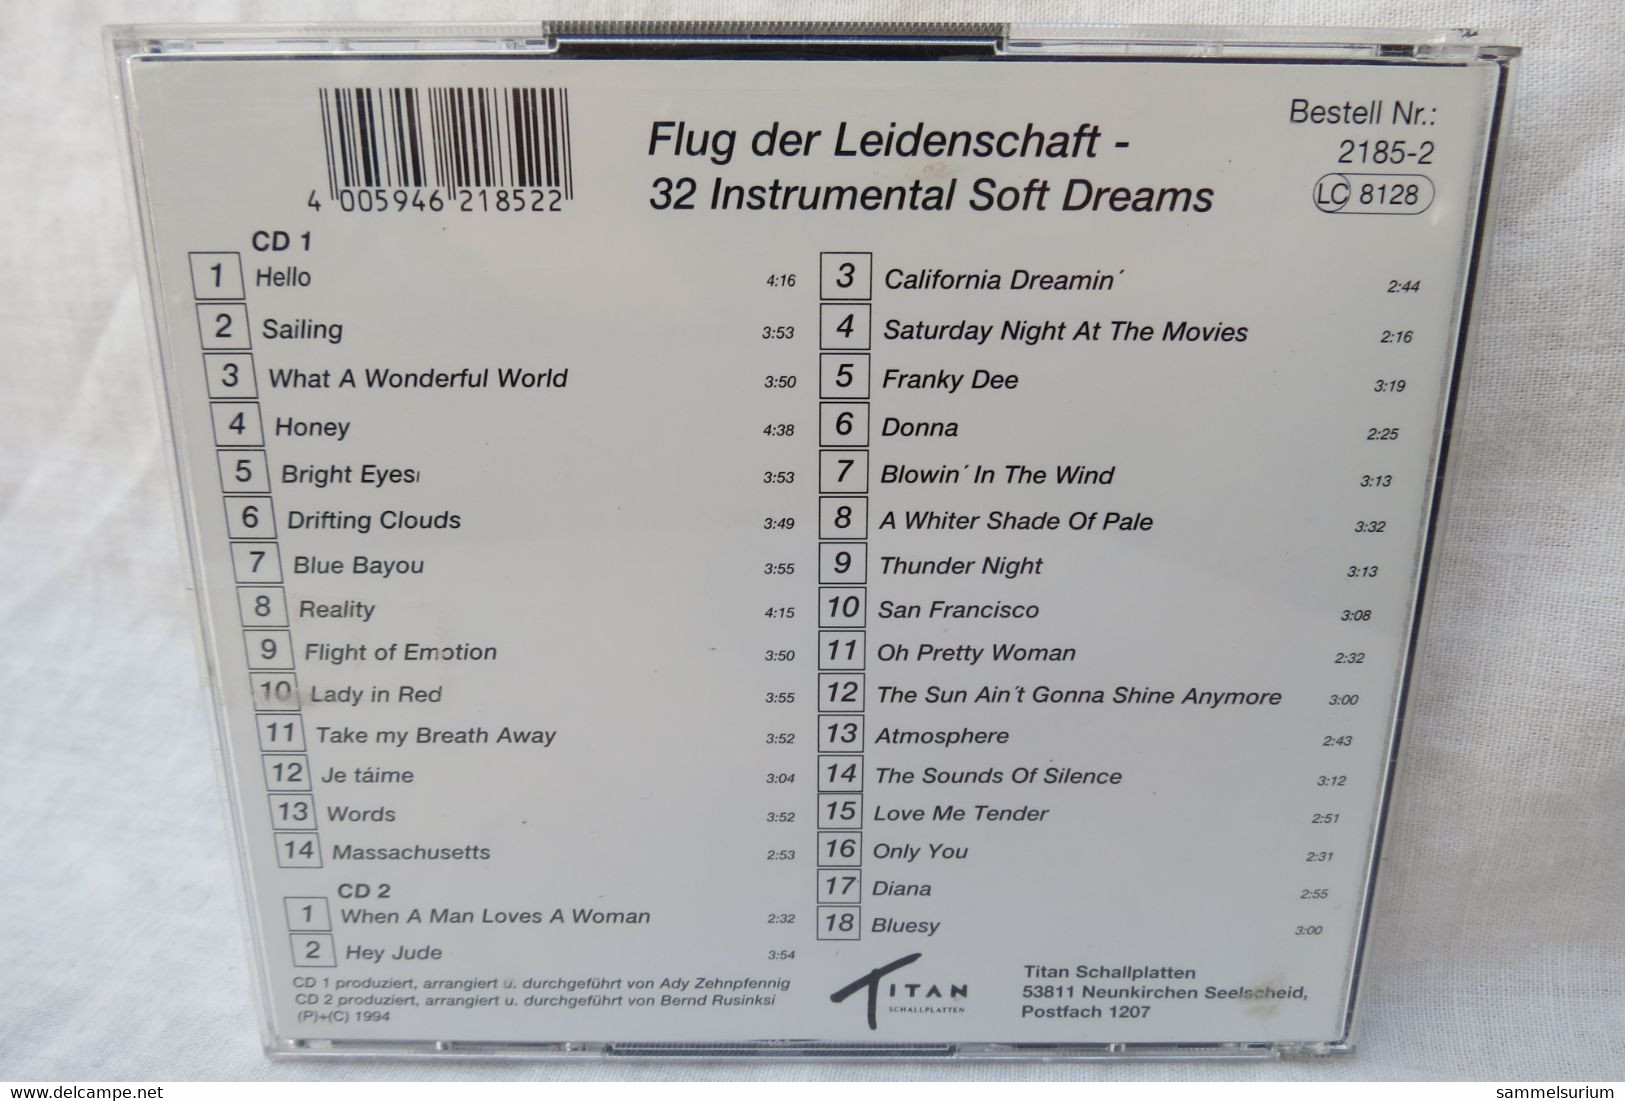 4 005946 218522
Flug der Leidenschaft -
32 Instrumental Soft Dreams
Bestell Nr.:
2185-2
LC 8128
CD 1
1 Hello 4:16
2 Sailing 3:53
3 What A Wonderful World 3:50
4 Honey 4:38
5 Bright Eyes 3:53
6 Drifting Clouds 3:49
7 Blue Bayou 3:55
8 Reality 4:15
9 Flight of Emotion 3:50
10 Lady in Red 3:55
11 Take my Breath Away 3:52
12 Je táime 3:04
13 Words 3:52
14 Massachusetts 2:53
CD 2
1 When A Man Loves A Woman 2:32
2 Hey Jude 3:54
3 California Dreamin´ 2:44
4 Saturday Night At The Movies 2:16
5 Franky Dee 3:19
6 Donna 2:25
7 Blowin´ In The Wind 3:13
8 A Whiter Shade Of Pale 3:32
9 Thunder Night 3:13
10 San Francisco 3:08
11 Oh Pretty Woman 2:32
12 The Sun Ain´t Gonna Shine Anymore 3:00
13 Atmosphere 2:43
14 The Sounds Of Silence 3:12
15 Love Me Tender 2:51
16 Only You 2:31
17 Diana 2:55
18 Bluesy 3:00
CD 1 produziert, arrangiert u. durchgeführt von Ady Zehnpfennig
CD 2 produziert, arrangiert u. durchgeführt von Bernd Rusinksi
(P)+(C) 1994
TITAN
SCHALLPLATTEN
Titan Schallplatten
53811 Neunkirchen Seelscheid,
Postfach 1207
www.delcampe.net
sammelsurium